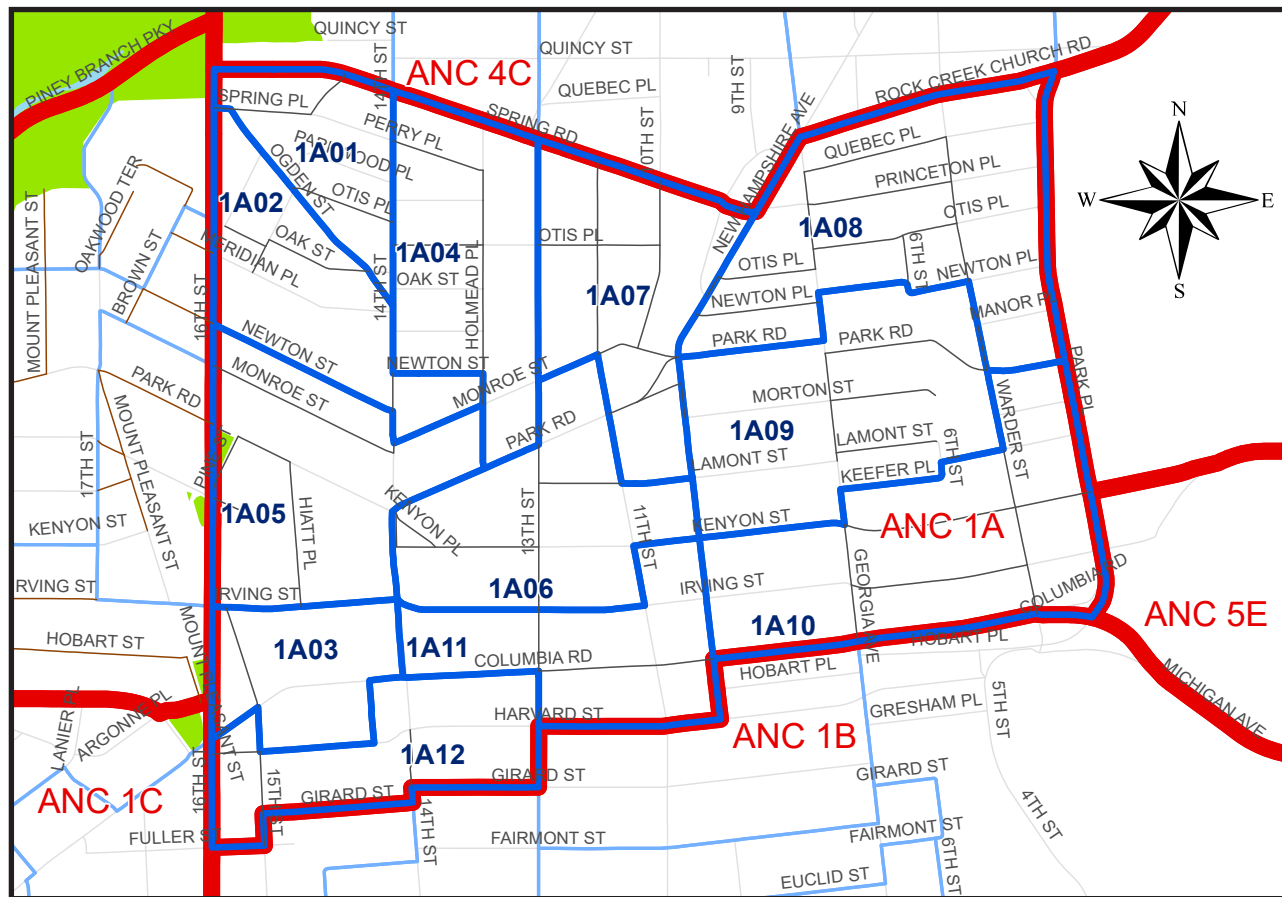 QUINCY ST
QUINCY ST
PINEY BRANCH PKY
14TH ST
ANC 4C
9TH ST
ROCK CREEK CHURCH RD
SPRING PL
QUEBEC PL
SPRING RD
PERRY PL
0TH ST
NEW HAMPSHIRE AVE
QUEBEC PL
N
1A01
OGDEN ST
OTIS PL
PRINCETON PL
OAKWOOD TER
MOUNT PLEASANT ST
1A02
W
E
BROWN ST
MERIDIAN PL
OAK ST
1A04
OTIS PL
1A08
OTIS PL
6TH ST
16TH ST
14TH ST
OAK ST
HOLMEAD PL
1A07
OTIS PL
NEWTON PL
NEWTON PL
S
MANOR P
NEWTON ST
NEWTON ST
PARK RD
PARK RD
PARK PL
MONROE ST
MONROE ST
PARK RD
MOUNT PLEASANT ST
PARK RD
MORTON ST
WARDER ST
17TH ST
1A09
LAMONT ST
LAMONT ST
6TH ST
KEEFER PL
1A05
HIATT PL
KENYON ST
KENYON PL
13TH ST
11TH ST
KENYON ST
ANC 1A
RVING ST
RVING ST
1A06
IRVING ST
GEORGIA AVE
COLUMBIA RD
ANC 5E
HOBART ST
1A03
1A11
COLUMBIA RD
1A10
HOBART PL
HOBART PL
MICHIGAN AVE
LANIER PL
ARGONNE PL
HARVARD ST
ANC 1B
GRESHAM PL
5TH ST
1A12
GIRARD ST
GIRARD ST
ANC 1C
16TH ST
15TH ST
GIRARD ST
14TH ST
4TH ST
FULLER S
FAIRMONT ST
FAIRMONT ST
EUCLID ST
6TH ST